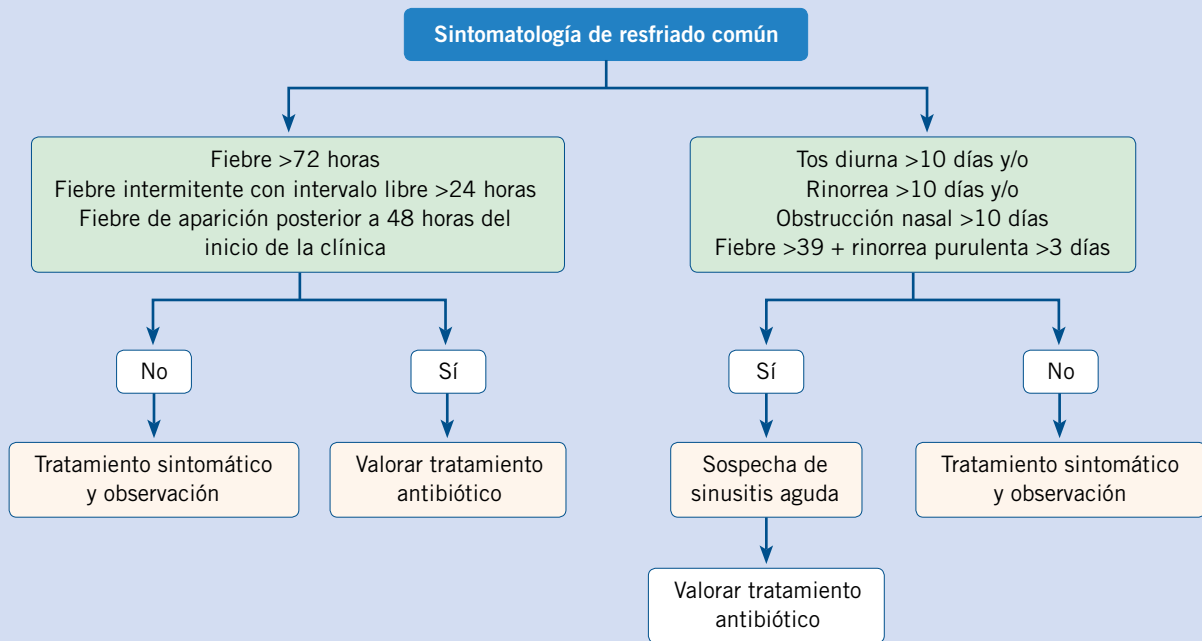 Sintomatología de resfriado común
Fiebre >72 horas
Fiebre intermitente con intervalo libre >24 horas
Fiebre de aparición posterior a 48 horas del
inicio de la clínica
Tos diurna >10 días y/o
Rinorrea >10 días y/o
Obstrucción nasal >10 días
Fiebre >39 + rinorrea purulenta >3 días
No
Sí
Sí
No
Tratamiento sintomático
y observación
Valorar tratamiento
antibiótico
Sospecha de
sinusitis aguda
Tratamiento sintomático
y observación
Valorar tratamiento
antibiótico